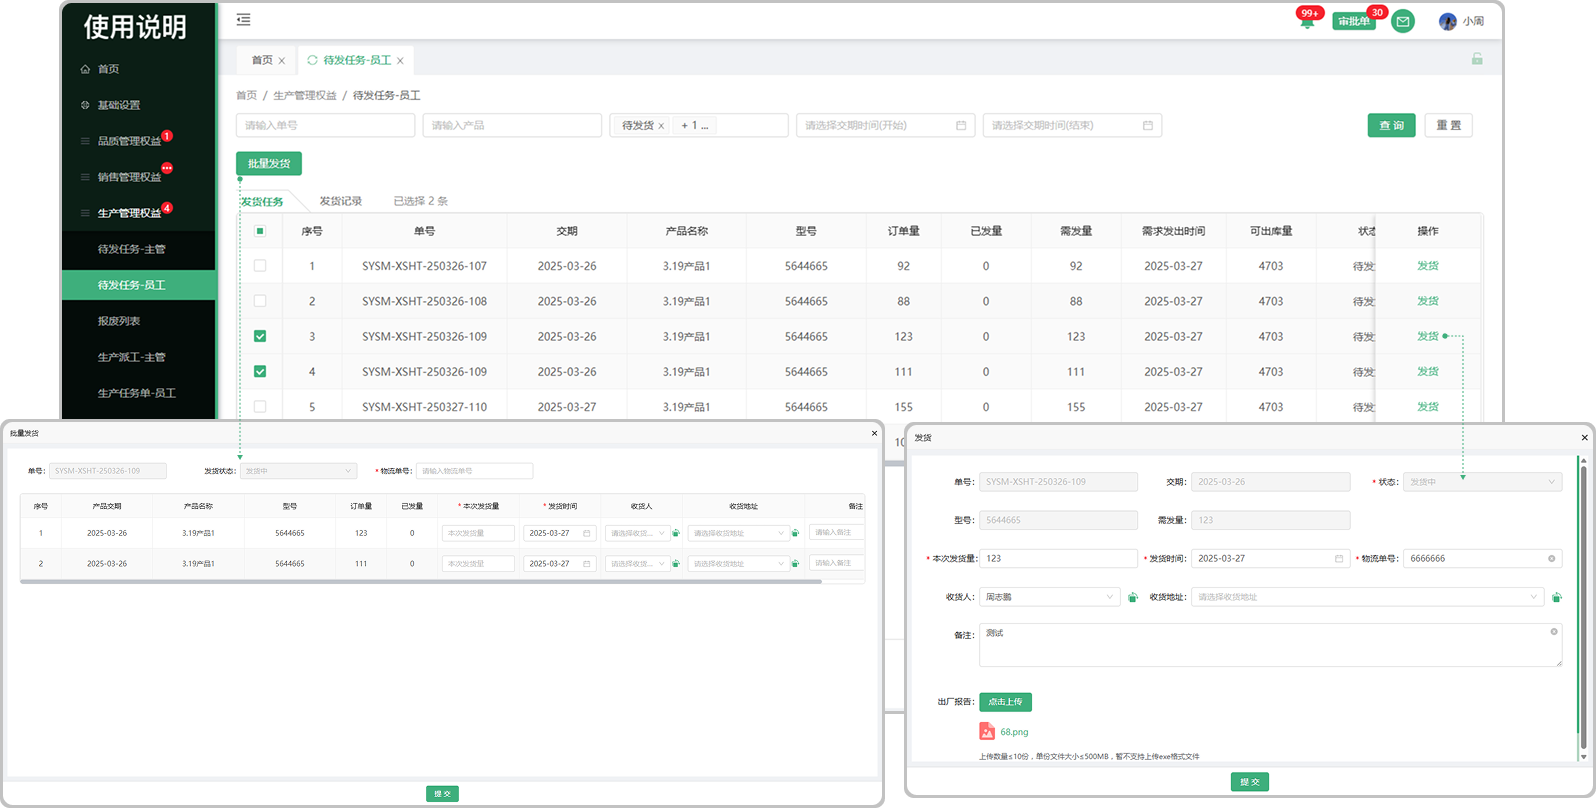 使用说明
99+
审批单 30
小周
首页
基础设置
品质管理权益 1
销售管理权益
生产管理权益 4
待发任务-主管
待发任务-员工
报废列表
生产派工-主管
生产任务单-员工
首页 x 待发任务-员工 x
首页 / 生产管理权益 / 待发任务-员工
请输入单号 请输入产品 待发货 x + 1 ... 请选择交期时间(开始) 请选择交期时间(结束) 查 询 重 置
批量发货
发货任务 发货记录 已选择 2 条
序号 单号 交期 产品名称 型号 订单量 已发量 需发量 需求发出时间 可出库量 状态 操作
1 SYSM-XSHT-250326-107 2025-03-26 3.19产品1 5644665 92 0 92 2025-03-27 4703 待发 发货
2 SYSM-XSHT-250326-108 2025-03-26 3.19产品1 5644665 88 0 88 2025-03-27 4703 待发 发货
3 SYSM-XSHT-250326-109 2025-03-26 3.19产品1 5644665 123 0 123 2025-03-27 4703 待发 发货
4 SYSM-XSHT-250326-109 2025-03-26 3.19产品1 5644665 111 0 111 2025-03-27 4703 待发 发货
5 SYSM-XSHT-250327-110 2025-03-27 3.19产品1 5644665 155 0 155 2025-03-27 4703 待发 发货
10
批量发货
单号: SYSM-XSHT-250326-109 发货状态: 发货中 * 物流单号: 请输入物流单号
序号 产品交期 产品名称 型号 订单量 已发量 * 本次发货量 * 发货时间 收货人 收货地址 备注
1 2025-03-26 3.19产品1 5644665 123 0 本次发货量 2025-03-27 请选择收货... 请选择收货地址 请输入备注
2 2025-03-26 3.19产品1 5644665 111 0 本次发货量 2025-03-27 请选择收货... 请选择收货地址 请输入备注
提 交
发货
单号: SYSM-XSHT-250326-109 交期: 2025-03-26 * 状态: 发货中
型号: 5644665 需发量: 123
* 本次发货量: 123 * 发货时间: 2025-03-27 * 物流单号: 6666666
收货人: 周志鹏 收货地址: 请选择收货地址
备注: 测试
出厂报告: 点击上传
68.png
上传数量≤10份，单份文件大小≤500MB，暂不支持上传exe格式文件
提 交